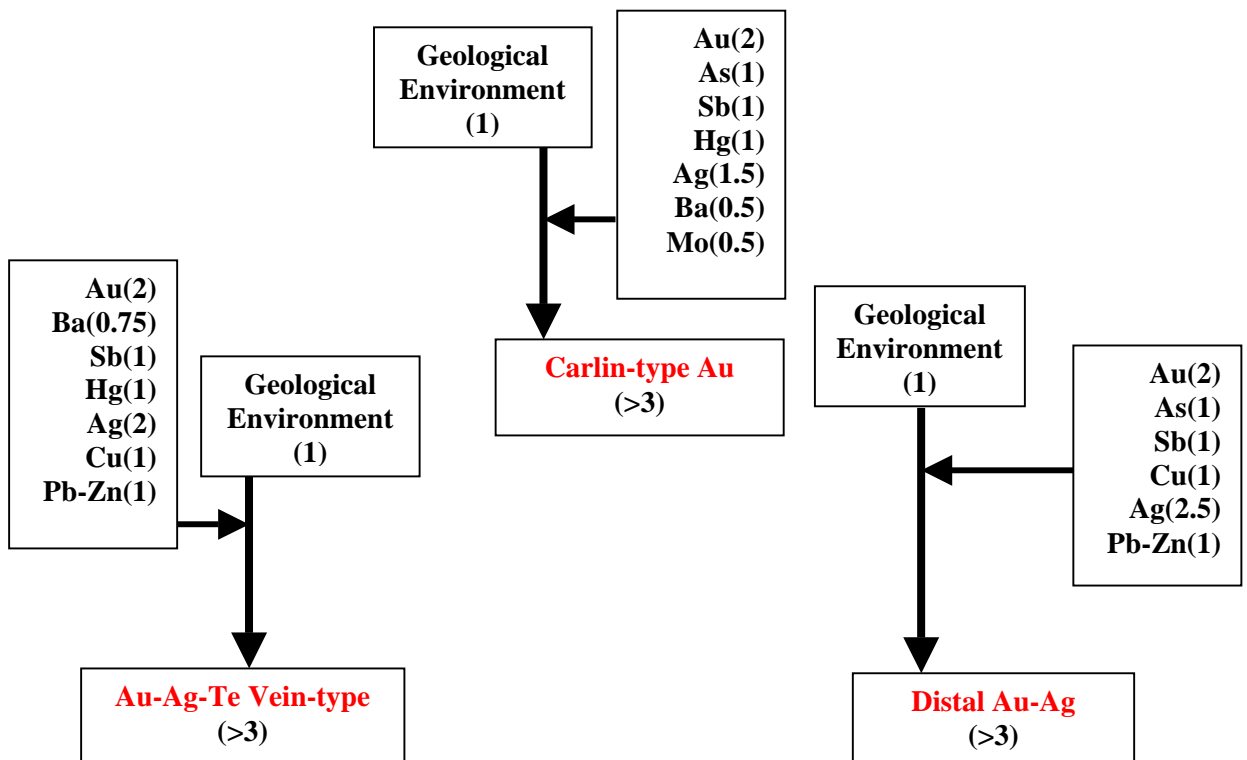 Geological
Environment
(1)
Au(2)
As(1)
Sb(1)
Hg(1)
Ag(1.5)
Ba(0.5)
Mo(0.5)
Carlin-type Au
(>3)
Au(2)
Ba(0.75)
Sb(1)
Hg(1)
Ag(2)
Cu(1)
Pb-Zn(1)
Geological
Environment
(1)
Au-Ag-Te Vein-type
(>3)
Geological
Environment
(1)
Au(2)
As(1)
Sb(1)
Cu(1)
Ag(2.5)
Pb-Zn(1)
Distal Au-Ag
(>3)